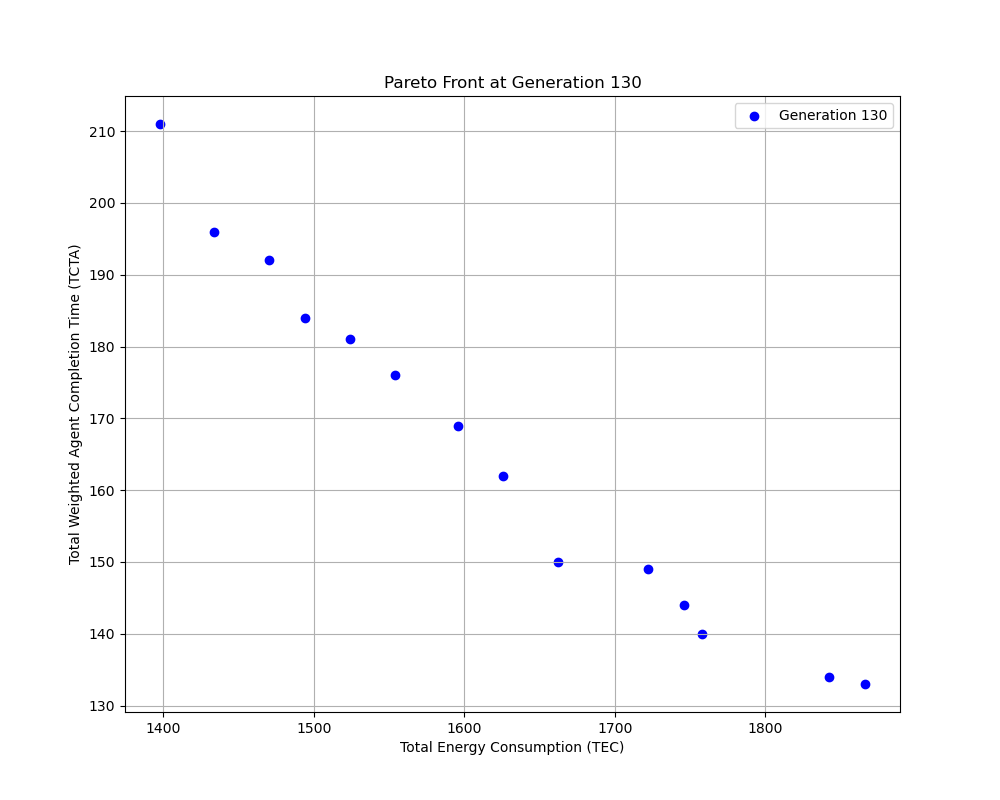 Pareto Front at Generation 130
Generation 130
Total Weighted Agent Completion Time (TCTA)
210
200
190
180
170
160
150
140
130
1400 1500 1600 1700 1800
Total Energy Consumption (TEC)